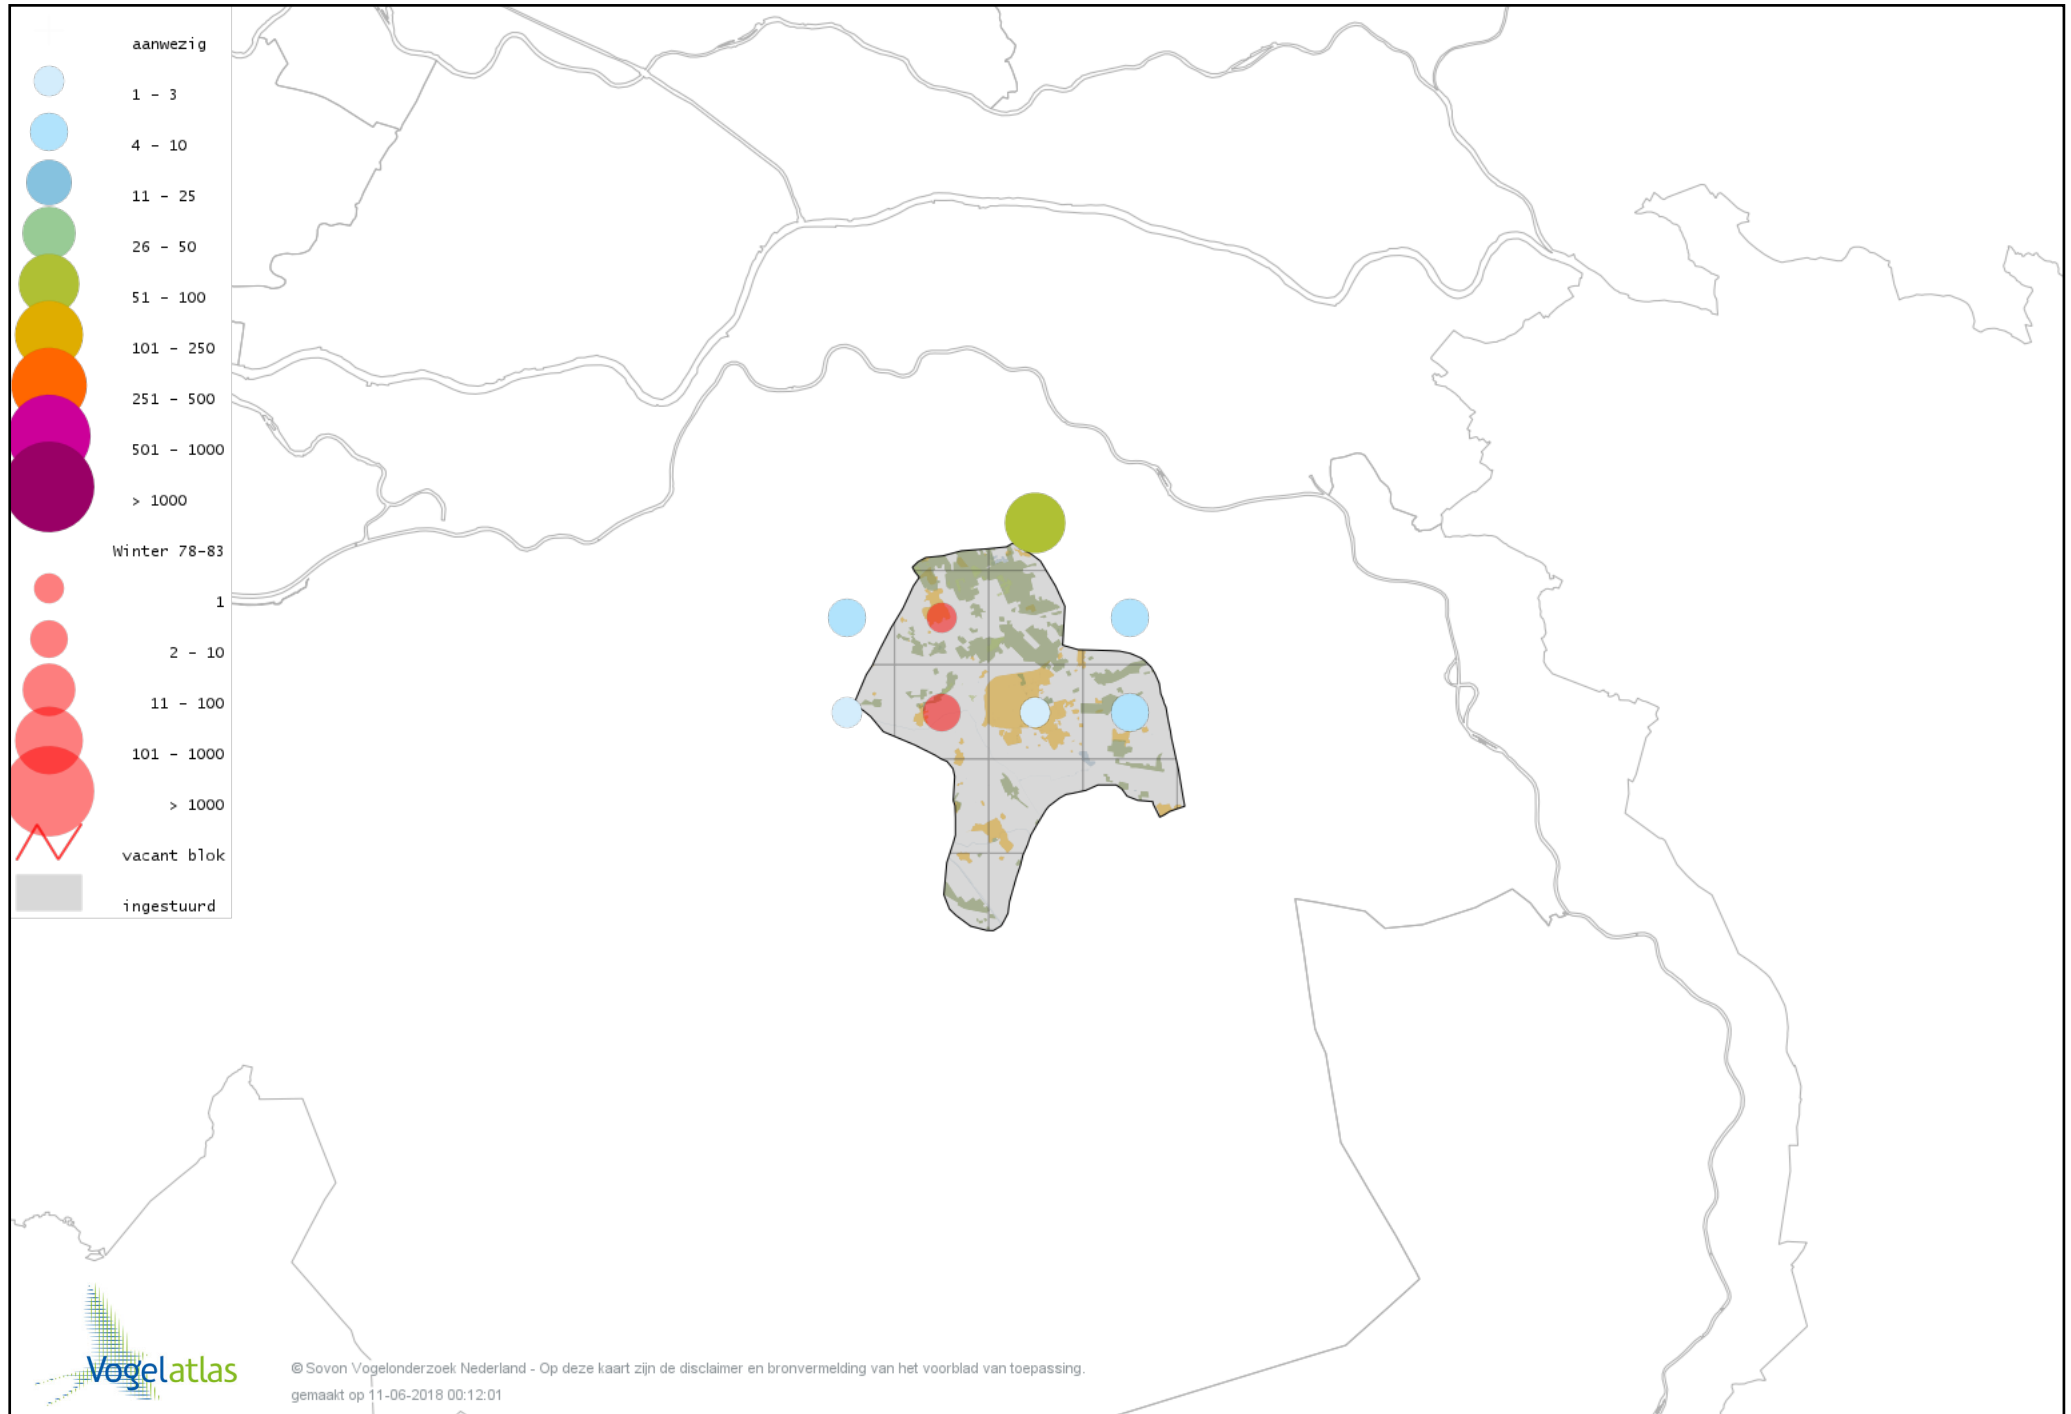 aanwezig
1 - 3
4 - 10
11 - 25
26 - 50
51 - 100
101 - 250
251 - 500
501 - 1000
> 1000
Winter 78-83
1
2 - 10
11 - 100
101 - 1000
> 1000
vacant blok
ingestuurd
Vogelatlas
© Sovon Vogelonderzoek Nederland - Op deze kaart zijn de disclaimer en bronvermelding van het voorblad van toepassing.
gemaakt op 11-06-2018 00:12:01